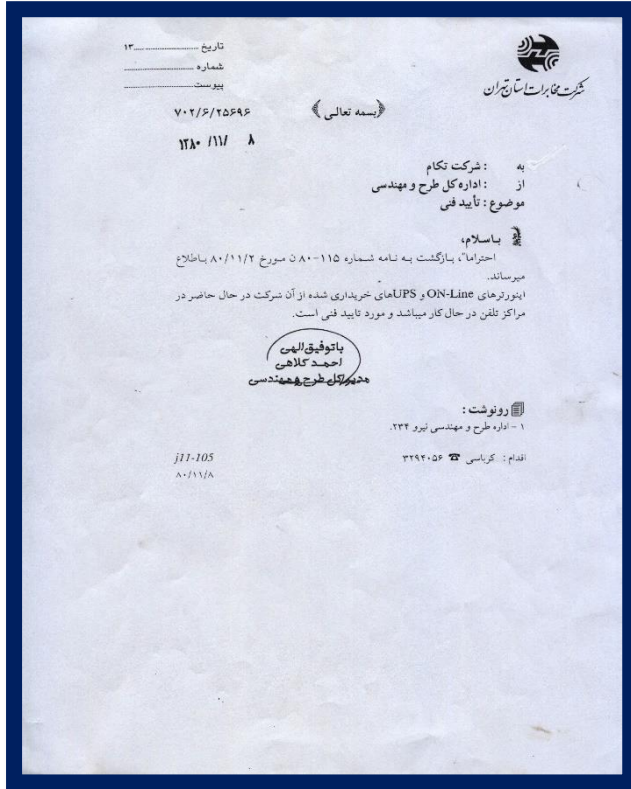 شرکت مخابرات استان تهران
تاریخ ....................... ۱۳
شماره .......................
پیوست .......................
﴿بسمه تعالی﴾
۷۰۲/۶/۲۵۶۹۶
۱۳۸۰ /۱۱/ ۸
به : شرکت تکام
از : اداره کل طرح و مهندسی
موضوع : تأیید فنی
باسلام،
احتراما"، بازگشت به نامه شماره ۱۱۵-۸۰ ن مورخ ۸۰/۱۱/۲ باطلاع
میرساند.
اینورترهای ON-Line و UPSهای خریداری شده از آن شرکت در حال حاضر در
مراکز تلفن در حال کار میباشد و مورد تایید فنی است.
باتوفیق الهی
احمد کلاهی
مدیر کل طرح و مهندسی
رونوشت :
۱ - اداره طرح و مهندسی نیرو ۲۳۴.
اقدام : کرباسی ☎ ۳۲۹۴۰۵۶
j11-105
۸۰/۱۱/۸